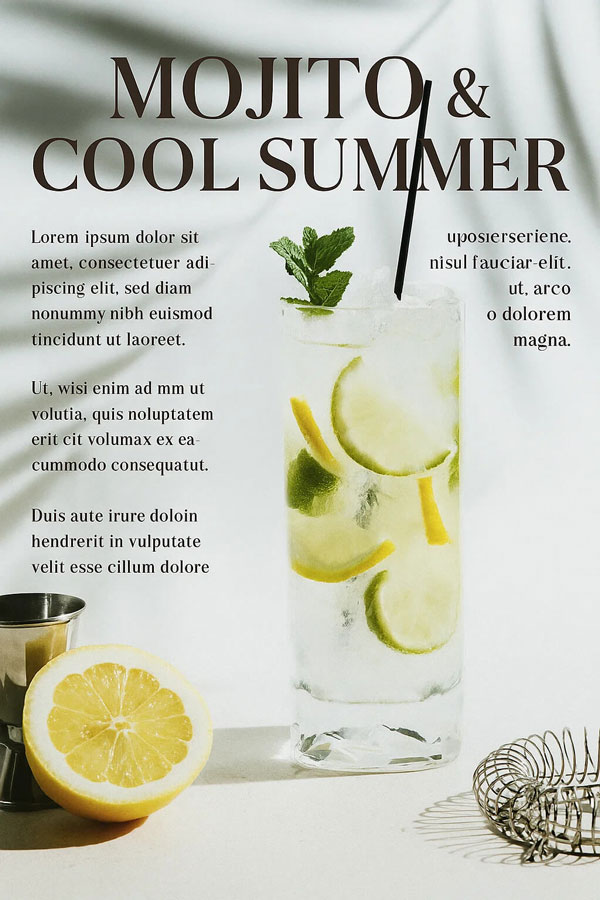 MOJITO &
COOL SUMMER
Lorem ipsum dolor sit
amet, consectetuer adi-
piscing elit, sed diam
nonummy nibh euismod
tincidunt ut laoreet.
Ut, wisi enim ad mm ut
volutia, quis noluptatem
erit cit volumax ex ea-
cummodo consequatut.
Duis aute irure doloin
hendrerit in vulputate
velit esse cillum dolore
nisul fauciar-elit.
ut, arco
o dolorem
magna.